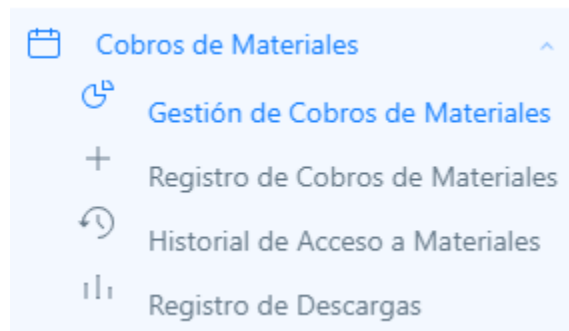 Cobros de Materiales
Gestión de Cobros de Materiales
Registro de Cobros de Materiales
Historial de Acceso a Materiales
Registro de Descargas